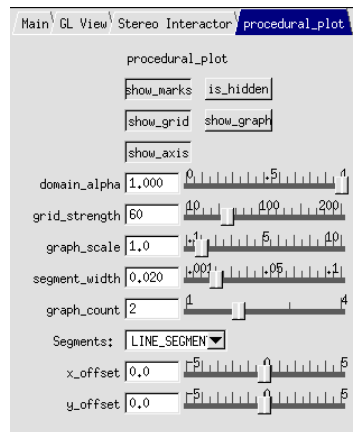 Main GL View Stereo Interactor procedural_plot
procedural_plot
show_marks is_hidden
show_grid show_graph
show_axis
domain_alpha 1.000 0 .5 1
grid_strength 60 10 100 200
graph_scale 1.0 .1 5 10
segment_width 0.020 .001 .05 .1
graph_count 2 1 4
Segments: LINE_SEGMEN
x_offset 0.0 -5 0 5
y_offset 0.0 -5 0 5